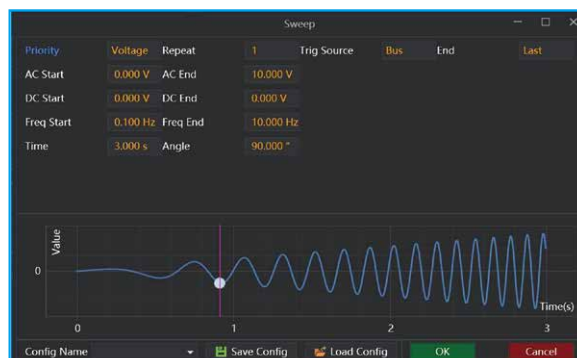 Sweep
Priority Voltage Repeat 1 Trig Source Bus End Last
AC Start 0.000 V AC End 10.000 V
DC Start 0.000 V DC End 0.000 V
Freq Start 0.100 Hz Freq End 10.000 Hz
Time 3.000 s Angle 90.000 °
Value
0
Time(s)
0 1 2 3
Config Name Save Config Load Config OK Cancel